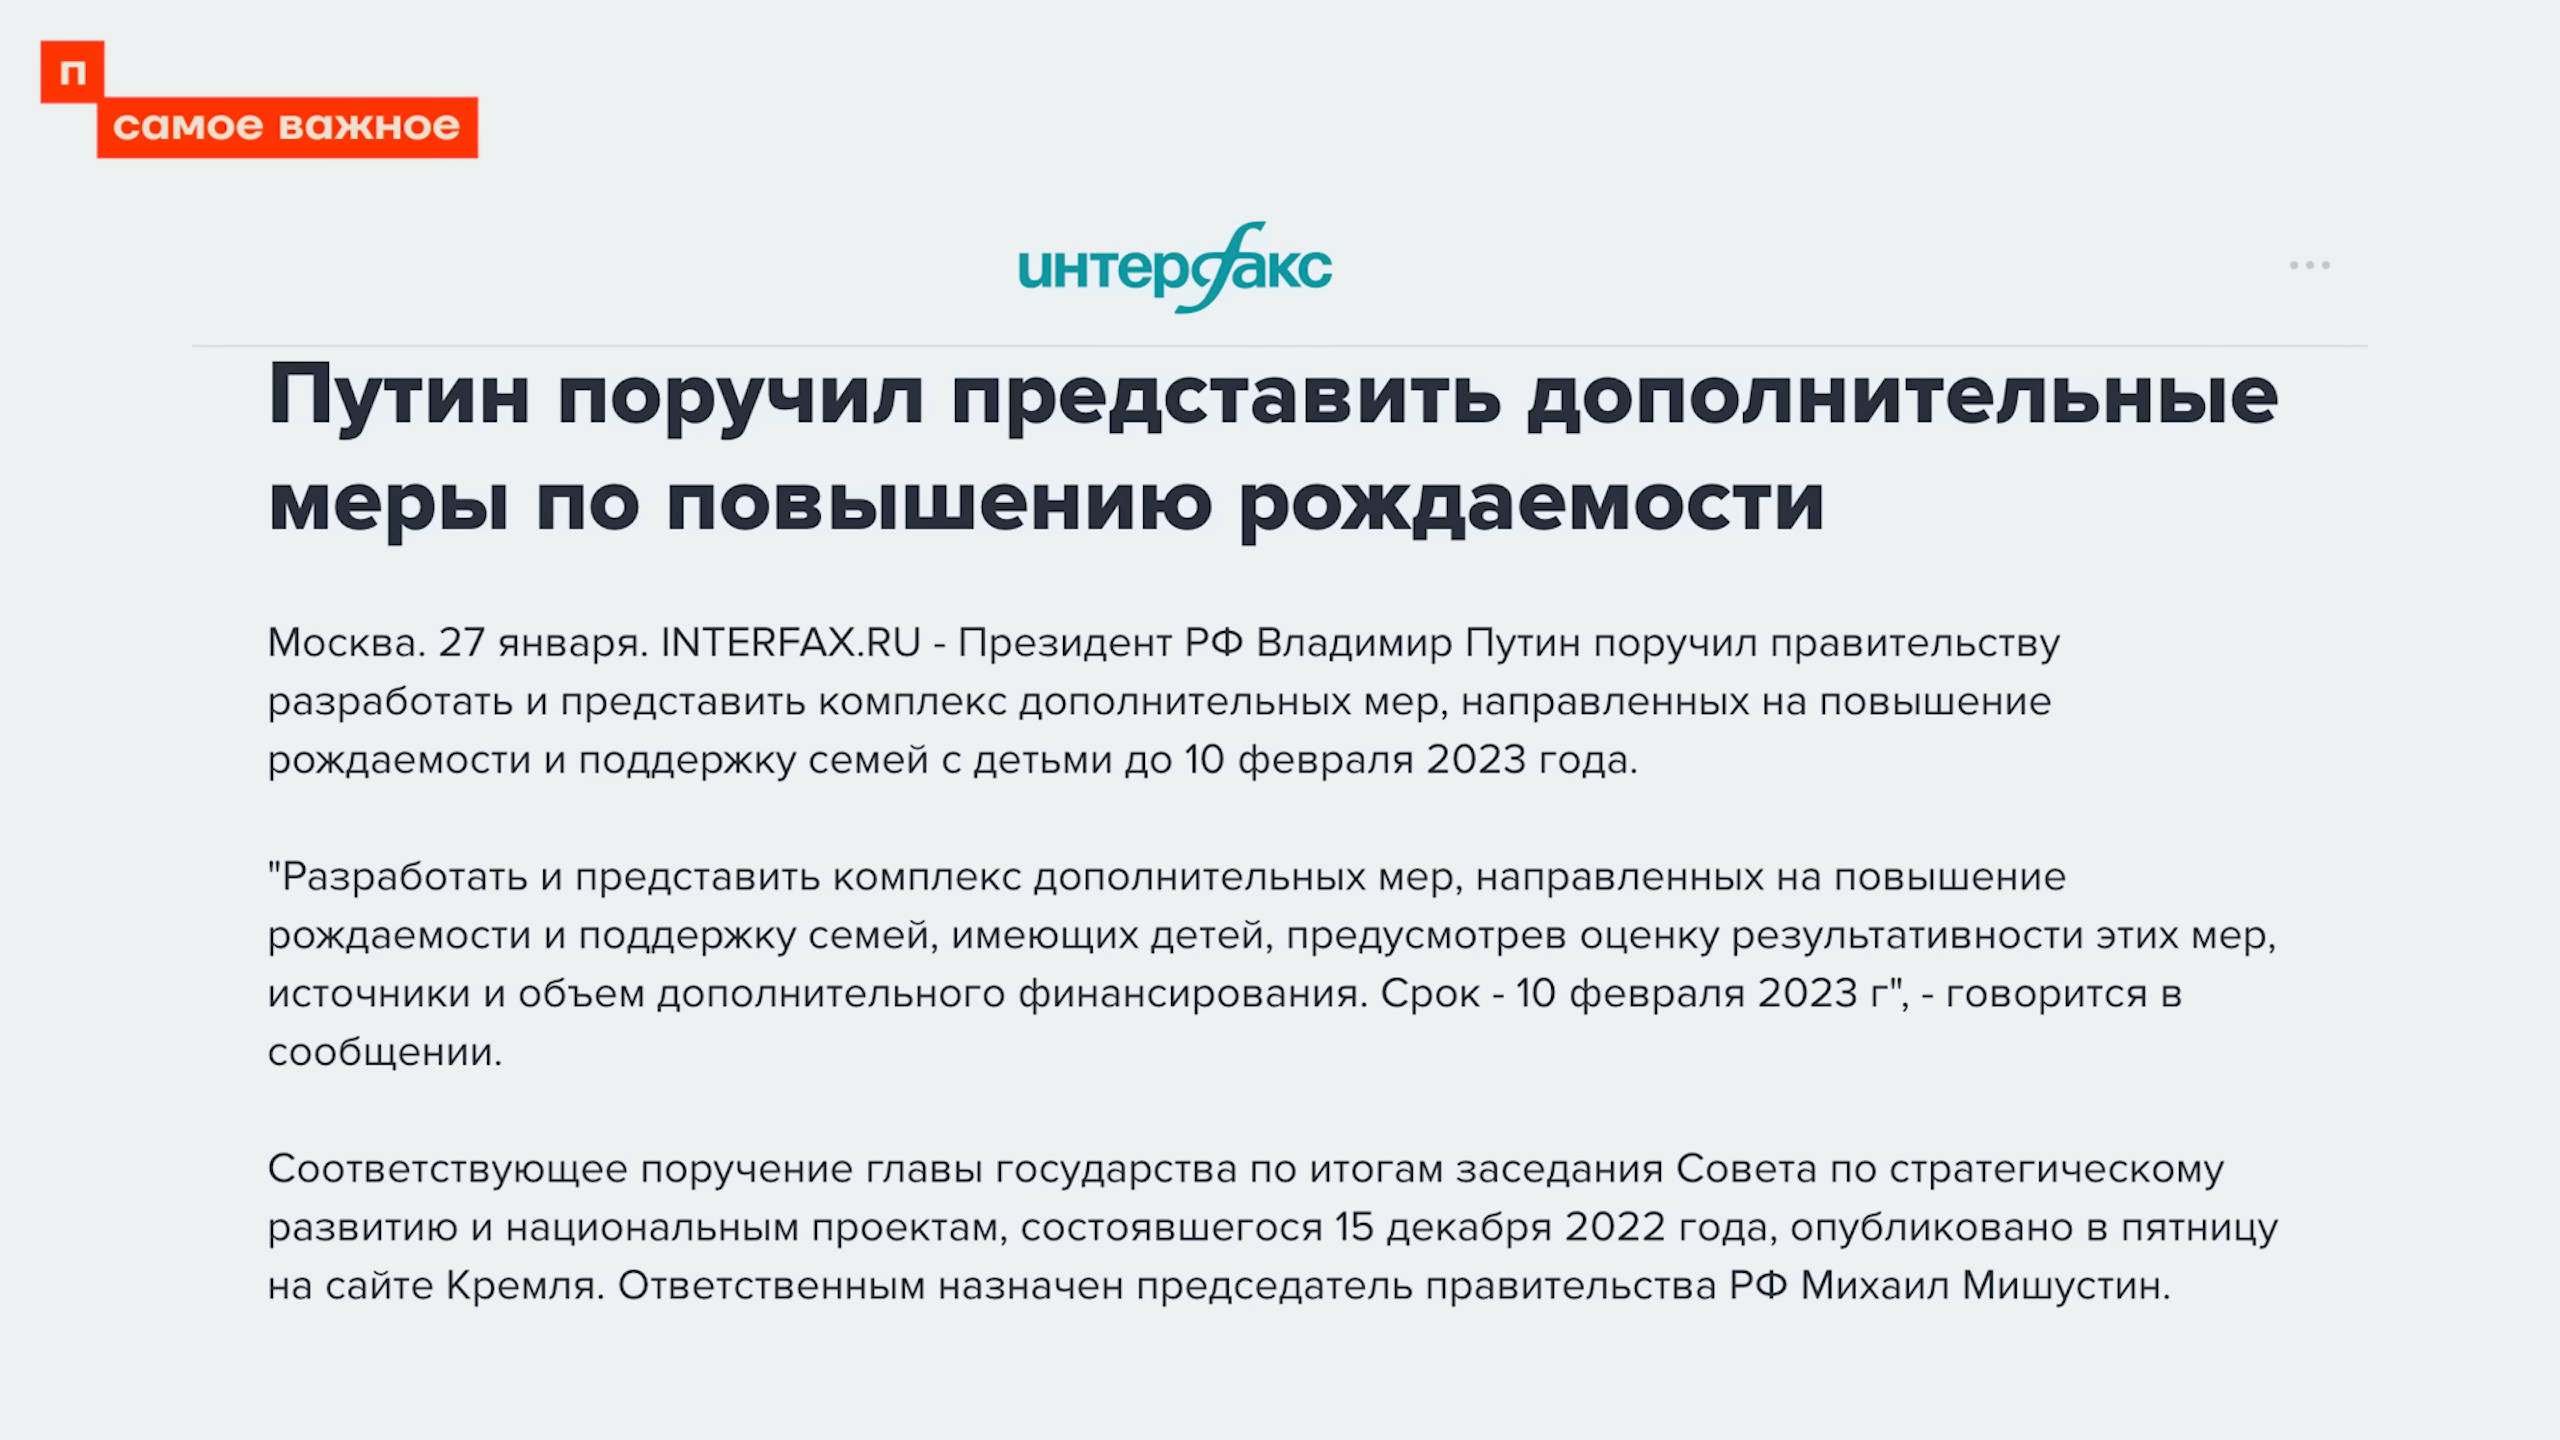 п
самое важное
интерfакс
Путин поручил представить дополнительные
меры по повышению рождаемости
Москва. 27 января. INTERFAX.RU - Президент РФ Владимир Путин поручил правительству
разработать и представить комплекс дополнительных мер, направленных на повышение
рождаемости и поддержку семей с детьми до 10 февраля 2023 года.
"Разработать и представить комплекс дополнительных мер, направленных на повышение
рождаемости и поддержку семей, имеющих детей, предусмотрев оценку результативности этих мер,
источники и объем дополнительного финансирования. Срок - 10 февраля 2023 г", - говорится в
сообщении.
Соответствующее поручение главы государства по итогам заседания Совета по стратегическому
развитию и национальным проектам, состоявшегося 15 декабря 2022 года, опубликовано в пятницу
на сайте Кремля. Ответственным назначен председатель правительства РФ Михаил Мишустин.